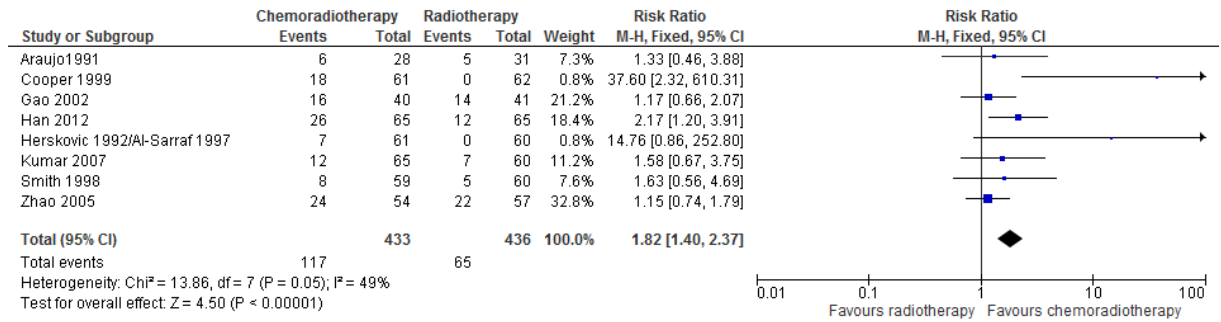 Chemoradiotherapy Radiotherapy Risk Ratio Risk Ratio
Study or Subgroup Events Total Events Total Weight M-H, Fixed, 95% CI M-H, Fixed, 95% CI
Araujo1991 6 28 5 31 7.3% 1.33 [0.46, 3.88]
Cooper 1999 18 61 0 62 0.8% 37.60 [2.32, 610.31]
Gao 2002 16 40 14 41 21.2% 1.17 [0.66, 2.07]
Han 2012 26 65 12 65 18.4% 2.17 [1.20, 3.91]
Herskovic 1992/Al-Sarraf 1997 7 61 0 60 0.8% 14.76 [0.86, 252.80]
Kumar 2007 12 65 7 60 11.2% 1.58 [0.67, 3.75]
Smith 1998 8 59 5 60 7.6% 1.63 [0.56, 4.69]
Zhao 2005 24 54 22 57 32.8% 1.15 [0.74, 1.79]
Total (95% CI) 433 436 100.0% 1.82 [1.40, 2.37]
Total events 117 65
Heterogeneity: Chi² = 13.86, df = 7 (P = 0.05); I² = 49%
Test for overall effect: Z = 4.50 (P < 0.00001)
0.01 0.1 1 10 100
Favours radiotherapy Favours chemoradiotherapy